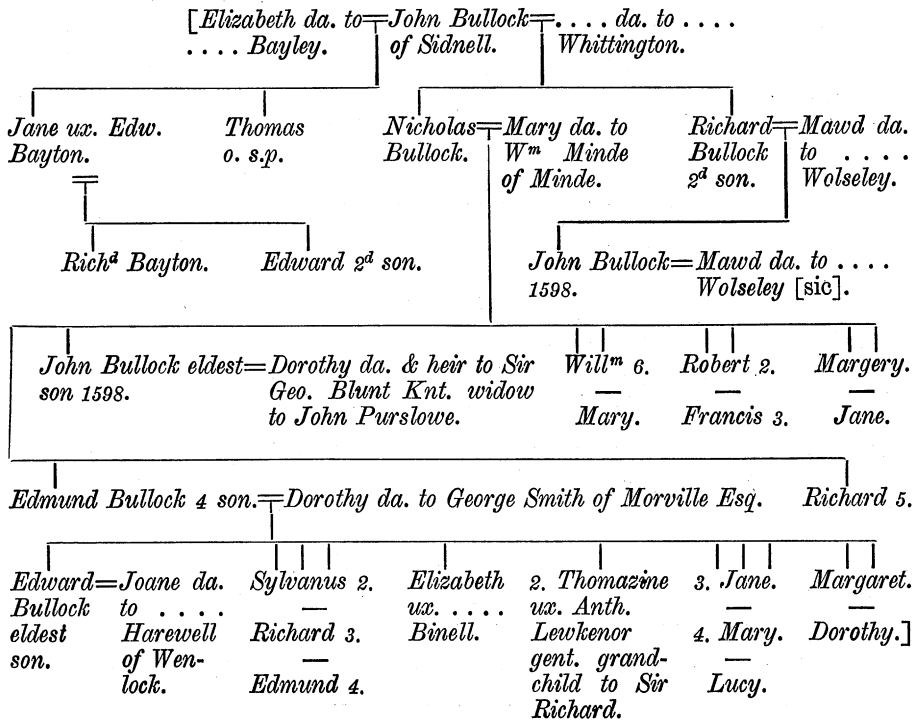 [Elizabeth da. to=John Bullock=. . . . da. to . . . .
. . . . Bayley. of Sidnell. Whittington.
Jane ux. Edw.
Bayton.
Thomas
o. s.p.
Nicholas=Mary da. to
Bullock. Wᵐ Minde
of Minde.
Richard=Mawd da.
Bullock to . . . .
2ᵈ son. Wolseley.
Richᵈ Bayton.
Edward 2ᵈ son.
John Bullock=Mawd da. to . . . .
1598. Wolseley [sic].
John Bullock eldest=Dorothy da. & heir to Sir
son 1598. Geo. Blunt Knt. widow
to John Purslowe.
Willᵐ 6.
—
Mary.
Robert 2.
—
Francis 3.
Margery.
—
Jane.
Edmund Bullock 4 son.=Dorothy da. to George Smith of Morville Esq.
Richard 5.
Edward=Joane da.
Bullock to . . . .
eldest Harewell
son. of Wen-
lock.
Sylvanus 2.
—
Richard 3.
—
Edmund 4.
Elizabeth
ux. . . . .
Binell.
2. Thomazine
ux. Anth.
Lewkenor
gent. grand-
child to Sir
Richard.
3. Jane.
—
4. Mary.
—
Lucy.
Margaret.
—
Dorothy.]